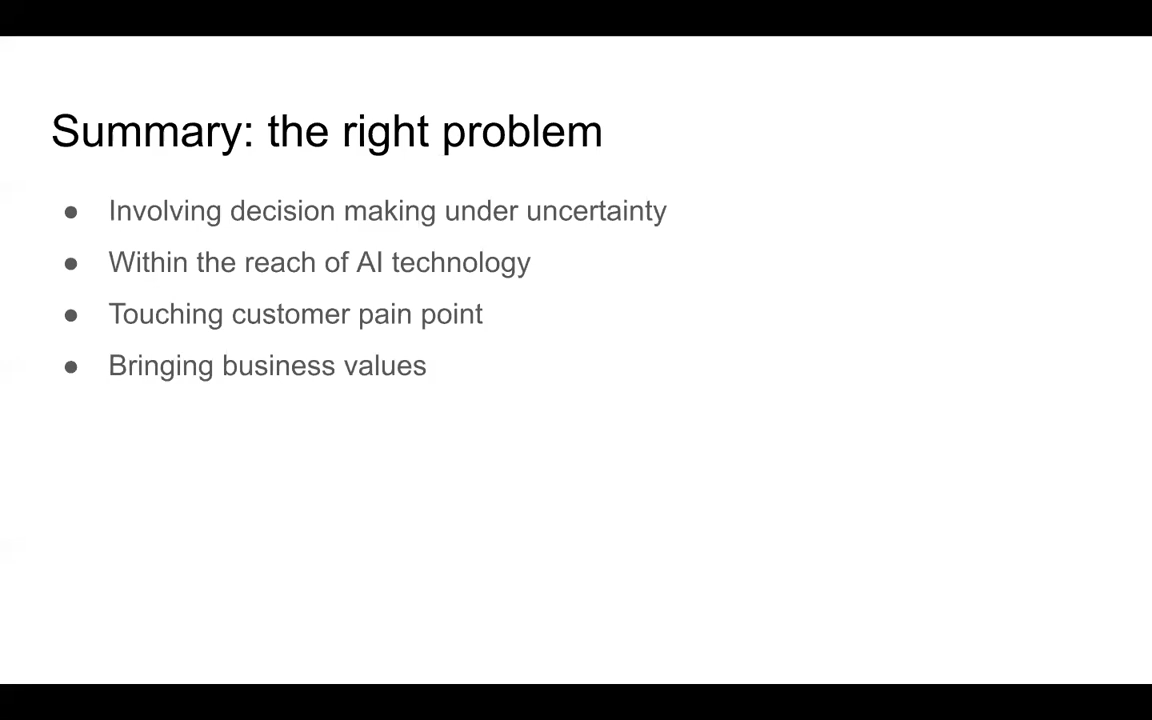 Summary: the right problem
● Involving decision making under uncertainty
● Within the reach of AI technology
● Touching customer pain point
● Bringing business values